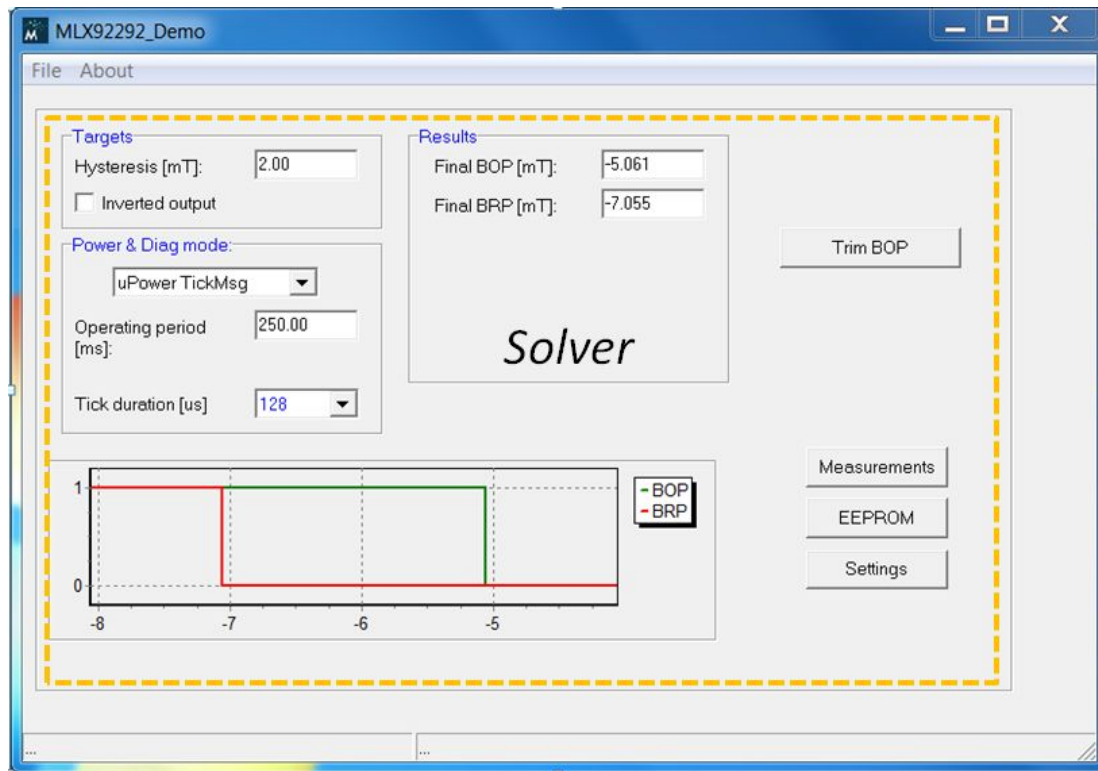 MLX92292_Demo
File About
Targets
Hysteresis [mT]: 2.00
Inverted output
Power & Diag mode:
uPower TickMsg
Operating period [ms]: 250.00
Tick duration [us] 128
Results
Final BOP [mT]: -5.061
Final BRP [mT]: -7.055
Solver
Trim BOP
Measurements
EEPROM
Settings
1
0
-8 -7 -6 -5
BOP
BRP
... ...